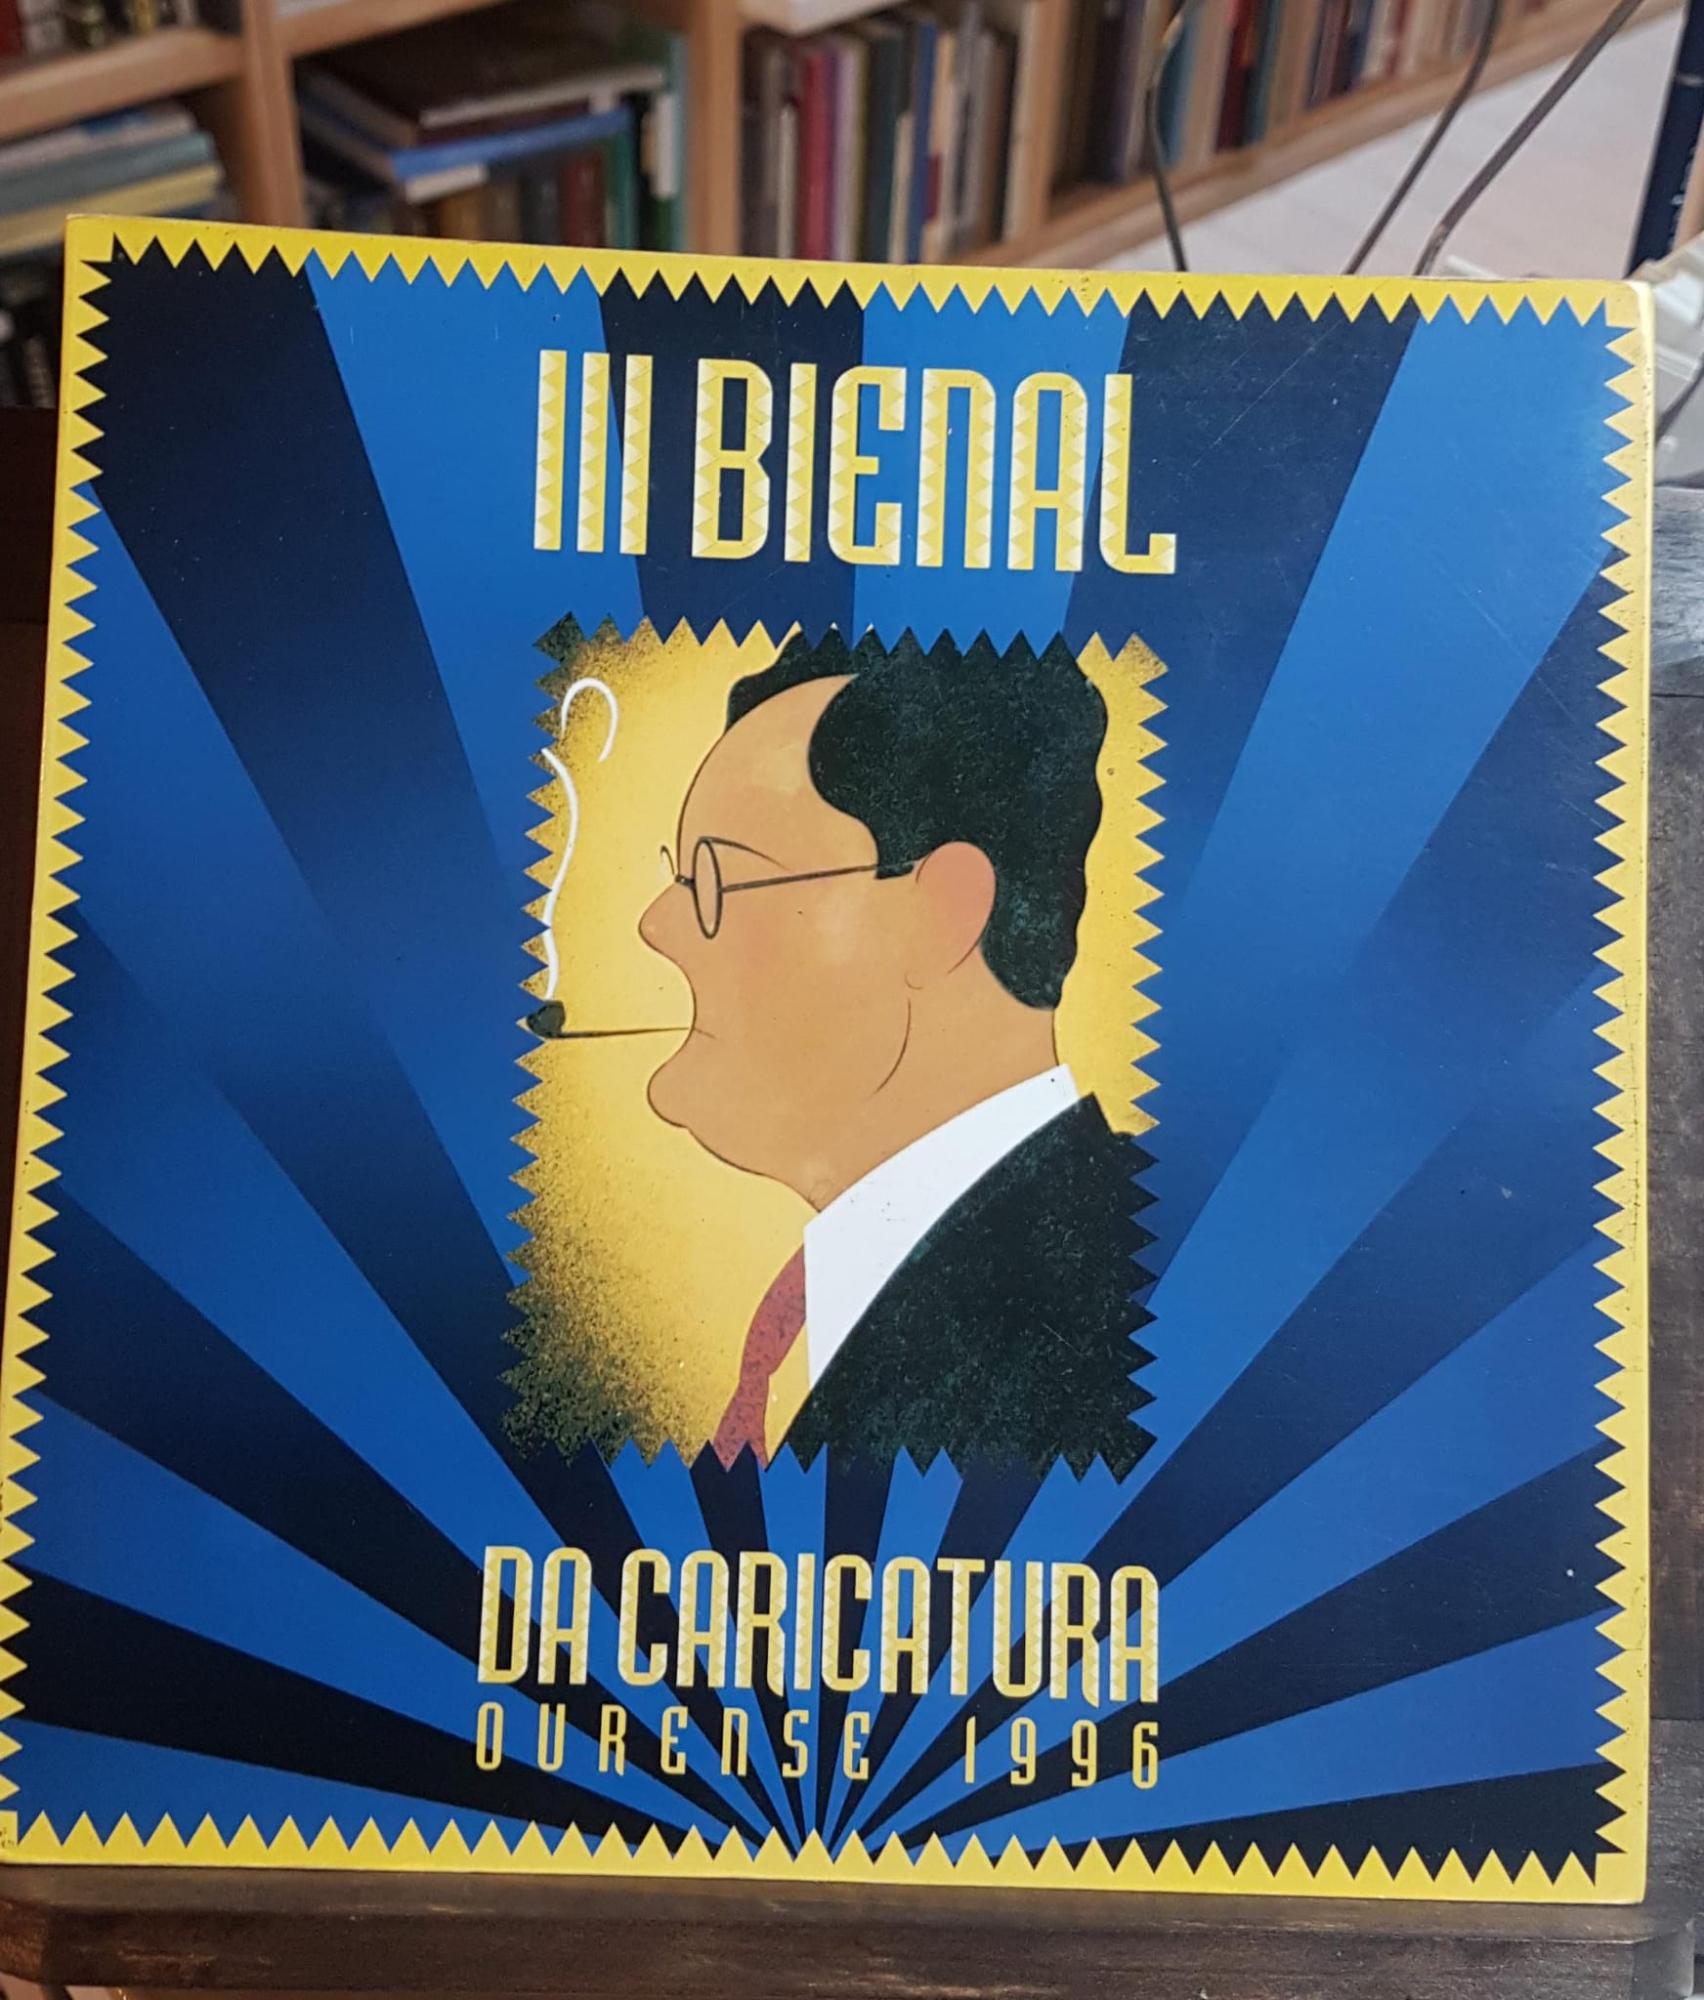 III BIENAL
DA CARICATURA
OURENSE 1996